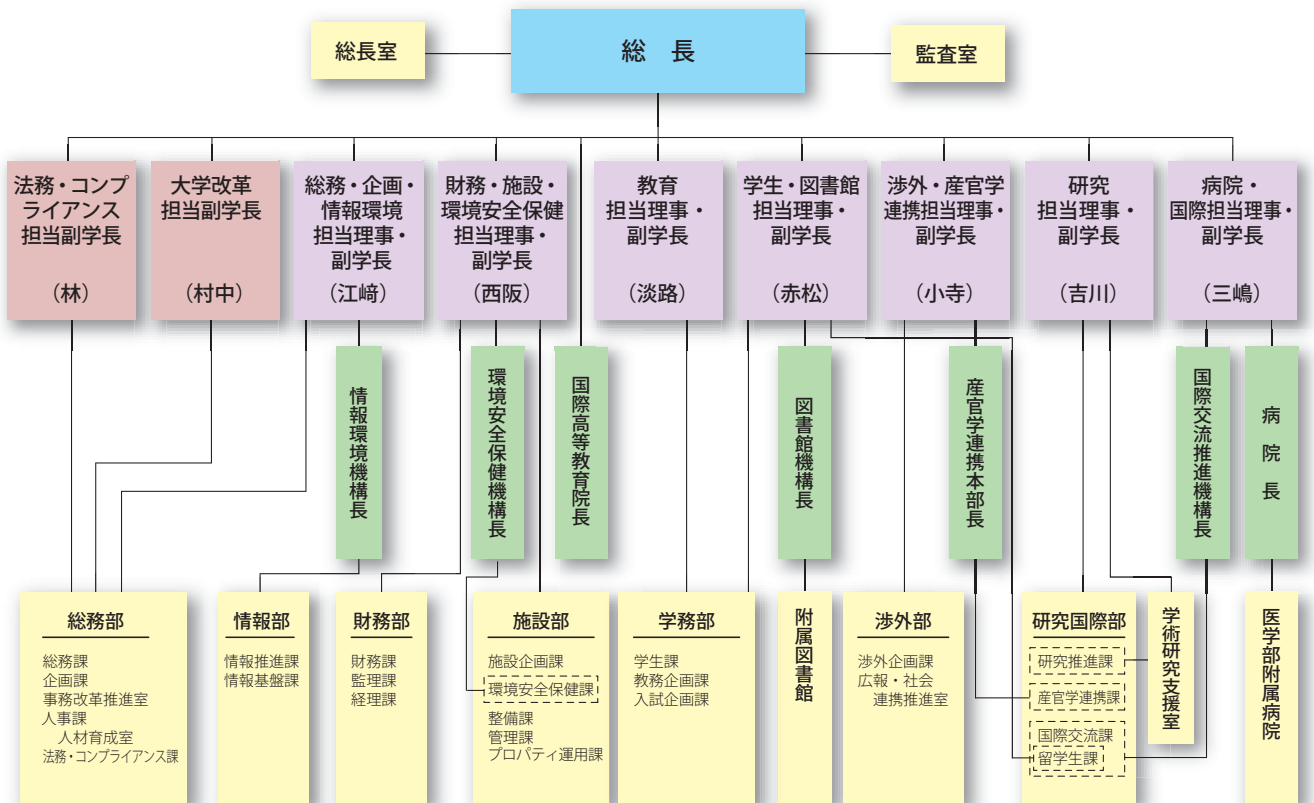 総長室
総　長
監査室
法務・コンプ
ライアンス
担当副学長
（林）
大学改革
担当副学長
（村中）
総務・企画・
情報環境
担当理事・
副学長
（江﨑）
財務・施設・
環境安全保健
担当理事・
副学長
（西阪）
教育
担当理事・
副学長
（淡路）
学生・図書館
担当理事・
副学長
（赤松）
渉外・産官学
連携担当理事・
副学長
（小寺）
研究
担当理事・
副学長
（吉川）
病院・
国際担当理事・
副学長
（三嶋）
情報環境機構長
環境安全保健機構長
国際高等教育院長
図書館機構長
産官学連携本部長
国際交流推進機構長
病院長
総務部
総務課
企画課
事務改革推進室
人事課
人材育成室
法務・コンプライアンス課
情報部
情報推進課
情報基盤課
財務部
財務課
監理課
経理課
施設部
施設企画課
環境安全保健課
整備課
管理課
プロパティ運用課
学務部
学生課
教務企画課
入試企画課
附属図書館
渉外部
渉外企画課
広報・社会
連携推進室
研究国際部
研究推進課
産官学連携課
国際交流課
留学生課
学術研究支援室
医学部附属病院